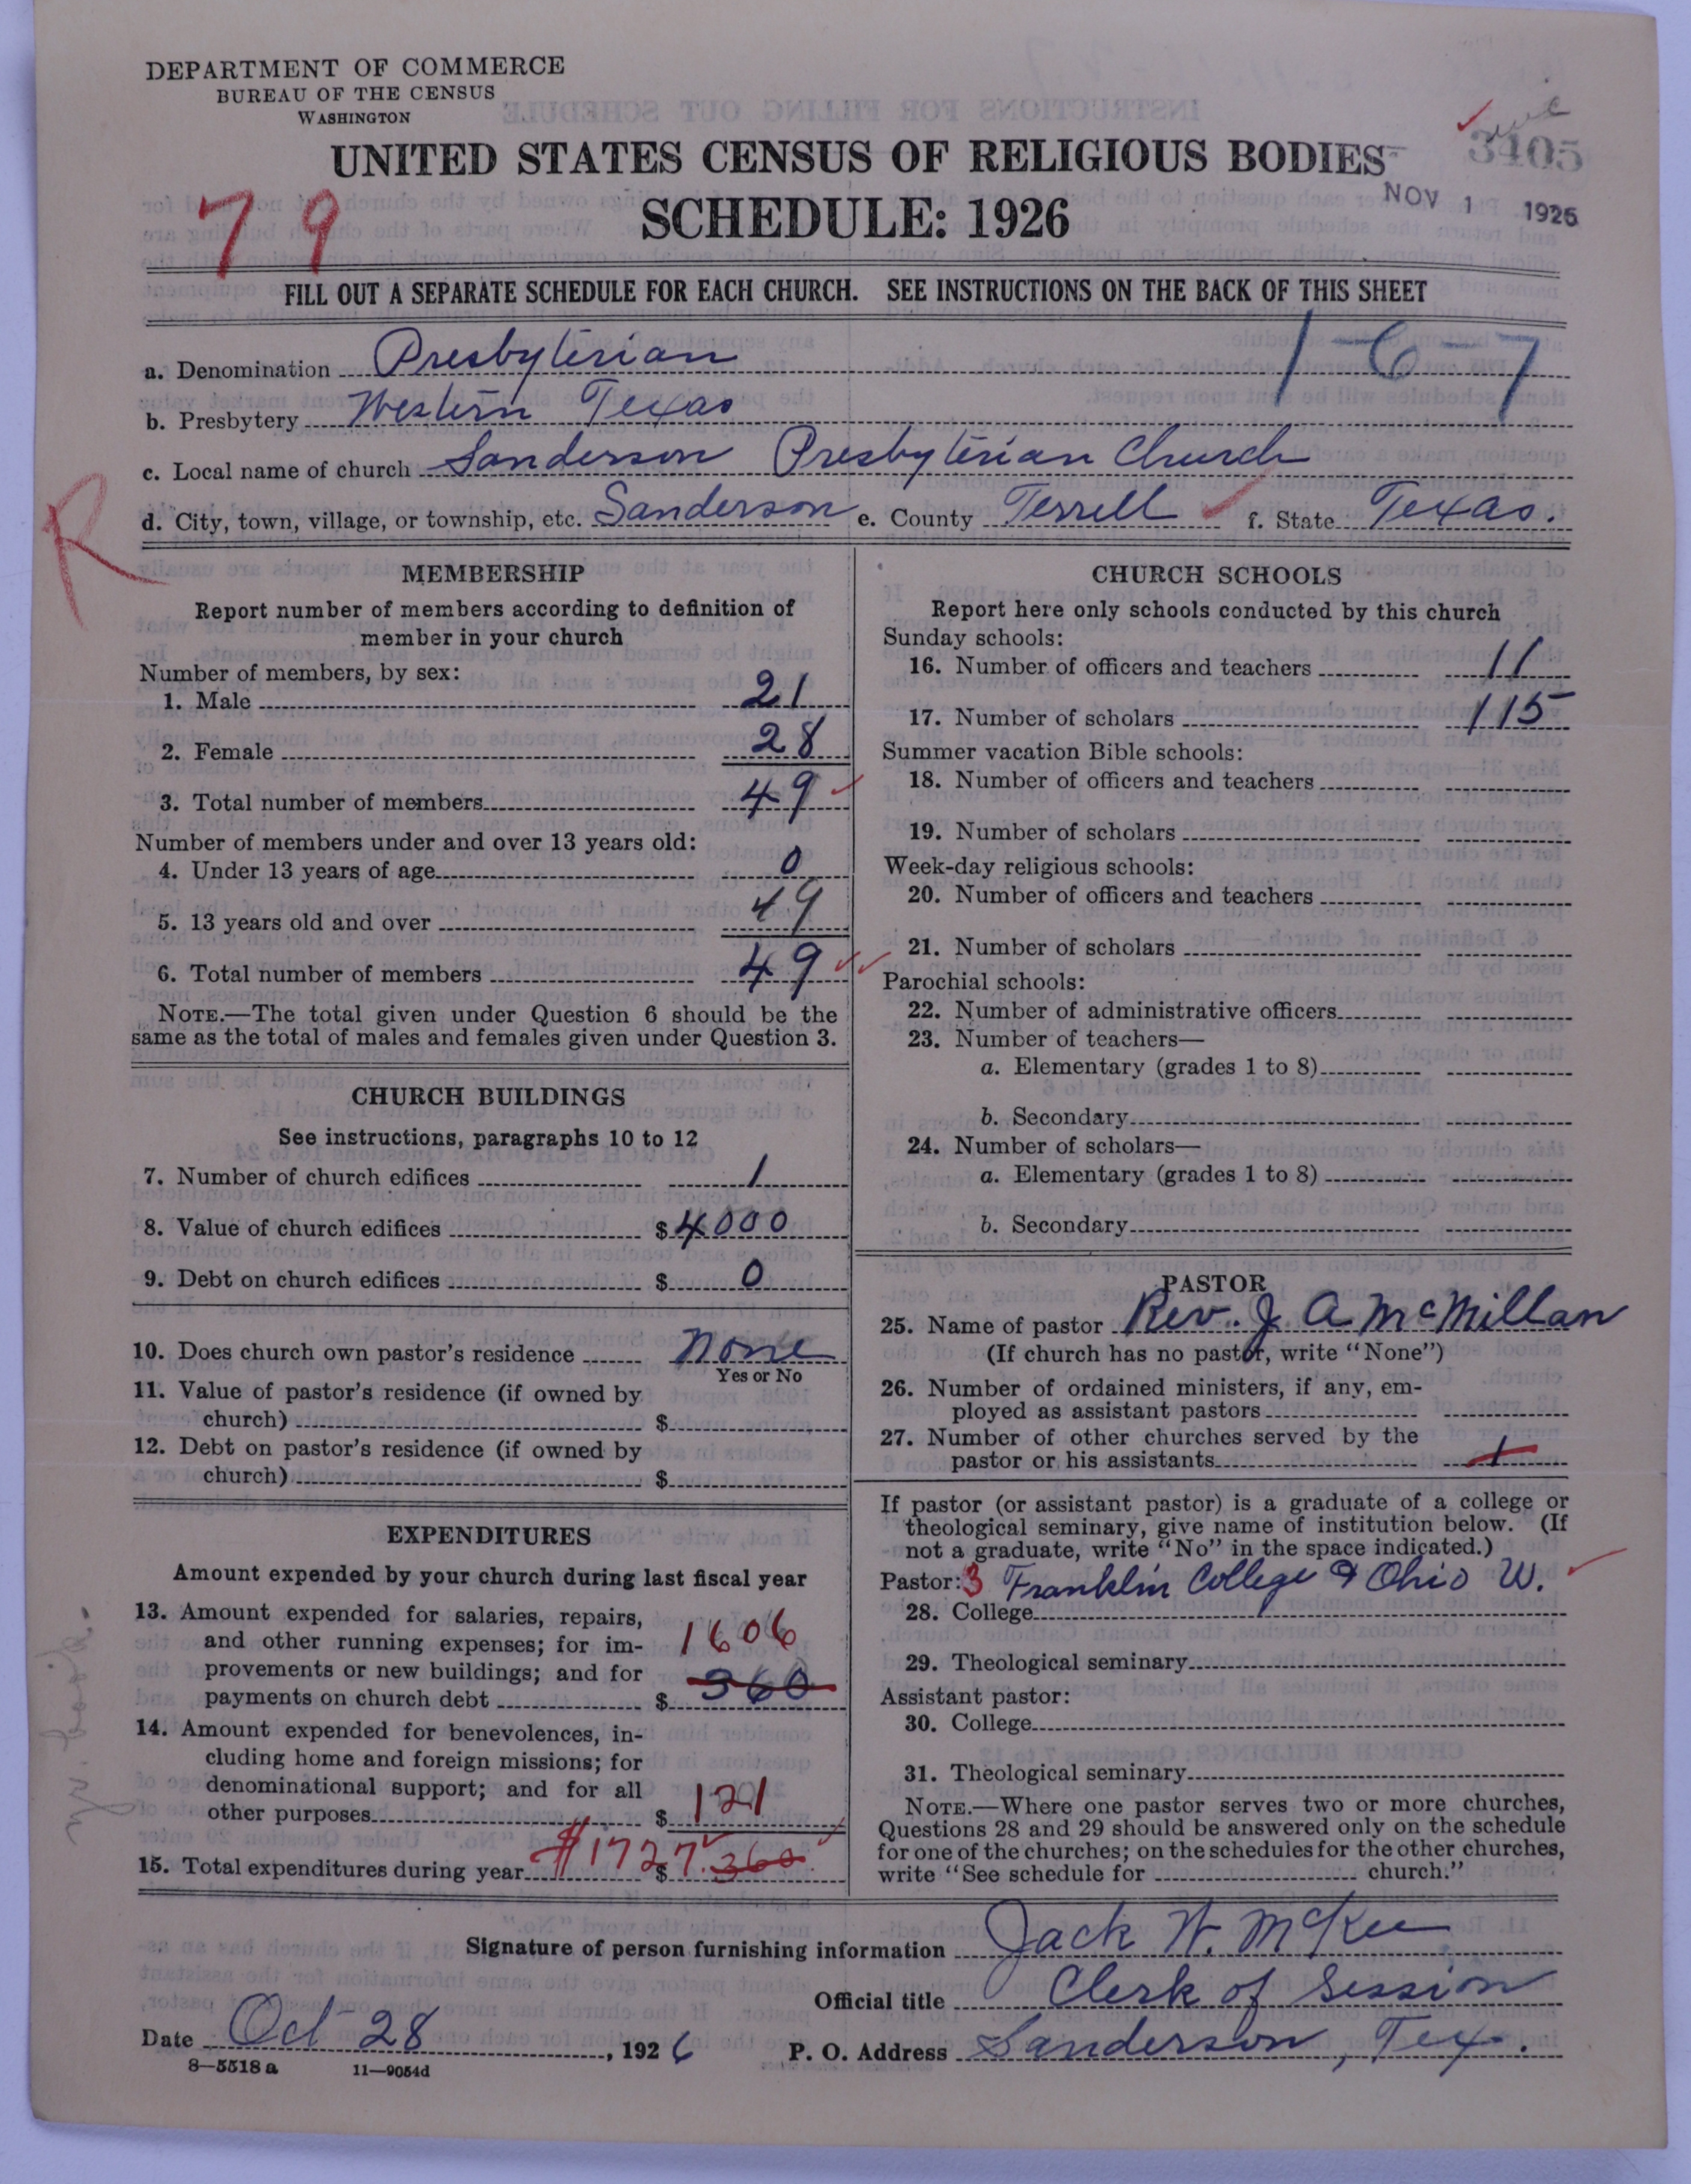 DEPARTMENT OF COMMERCE
BUREAU OF THE CENSUS
WASHINGTON
UNITED STATES CENSUS OF RELIGIOUS BODIES
SCHEDULE: 1926
3405
NOV 1 1926
79
FILL OUT A SEPARATE SCHEDULE FOR EACH CHURCH. SEE INSTRUCTIONS ON THE BACK OF THIS SHEET
1-6-7
a. Denomination Presbyterian
b. Presbytery Western Texas
c. Local name of church Sanderson Presbyterian Church
d. City, town, village, or township, etc. Sanderson e. County Terrell f. State Texas.
R
MEMBERSHIP
Report number of members according to definition of
member in your church
Number of members, by sex:
1. Male 21
2. Female 28
3. Total number of members 49
Number of members under and over 13 years old:
4. Under 13 years of age 0
5. 13 years old and over 49
6. Total number of members 49
NOTE.—The total given under Question 6 should be the
same as the total of males and females given under Question 3.
CHURCH BUILDINGS
See instructions, paragraphs 10 to 12
7. Number of church edifices 1
8. Value of church edifices $ 4000
9. Debt on church edifices $ 0
10. Does church own pastor's residence None
Yes or No
11. Value of pastor's residence (if owned by
church) $
12. Debt on pastor's residence (if owned by
church) $
EXPENDITURES
Amount expended by your church during last fiscal year
13. Amount expended for salaries, repairs,
and other running expenses; for im-
provements or new buildings; and for 1606
payments on church debt $ 360
14. Amount expended for benevolences, in-
cluding home and foreign missions; for
denominational support; and for all
other purposes $ 121
15. Total expenditures during year $1727 $ 360
CHURCH SCHOOLS
Report here only schools conducted by this church
Sunday schools:
16. Number of officers and teachers 11
17. Number of scholars 115
Summer vacation Bible schools:
18. Number of officers and teachers
19. Number of scholars
Week-day religious schools:
20. Number of officers and teachers
21. Number of scholars
Parochial schools:
22. Number of administrative officers
23. Number of teachers—
a. Elementary (grades 1 to 8)
b. Secondary
24. Number of scholars—
a. Elementary (grades 1 to 8)
b. Secondary
PASTOR
25. Name of pastor Rev. J A McMillan
(If church has no pastor, write "None")
26. Number of ordained ministers, if any, em-
ployed as assistant pastors
27. Number of other churches served by the
pastor or his assistants 1
If pastor (or assistant pastor) is a graduate of a college or
theological seminary, give name of institution below. (If
not a graduate, write "No" in the space indicated.)
Pastor: 3 Franklin College & Ohio W.
28. College
29. Theological seminary
Assistant pastor:
30. College
31. Theological seminary
NOTE.—Where one pastor serves two or more churches,
Questions 28 and 29 should be answered only on the schedule
for one of the churches; on the schedules for the other churches,
write "See schedule for church."
Signature of person furnishing information Jack W. McKee
Official title Clerk of Session
Date Oct 28, 1926 P. O. Address Sanderson, Tex.
8—5518 a 11—9054d